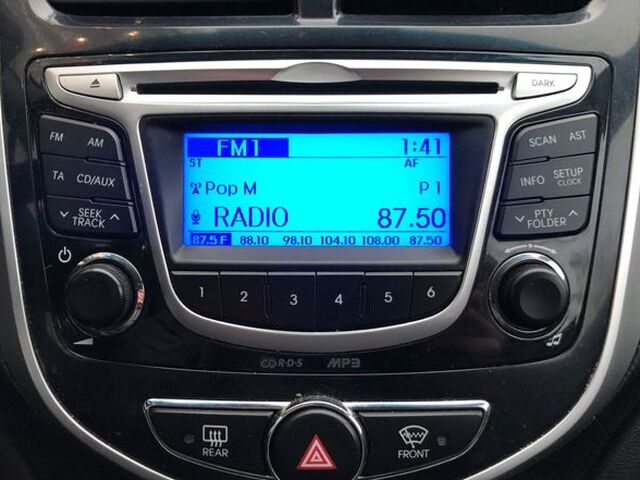 DARK
FM AM
TA CD/AUX
SEEK
TRACK
FM1 1:41
ST AF
Pop M P 1
RADIO 87.50
87.5 F 88.10 98.10 104.10 108.00 87.50
SCAN AST
INFO SETUP
CLOCK
PTY
FOLDER
1 2 3 4 5 6
R·D·S MP3
REAR
FRONT